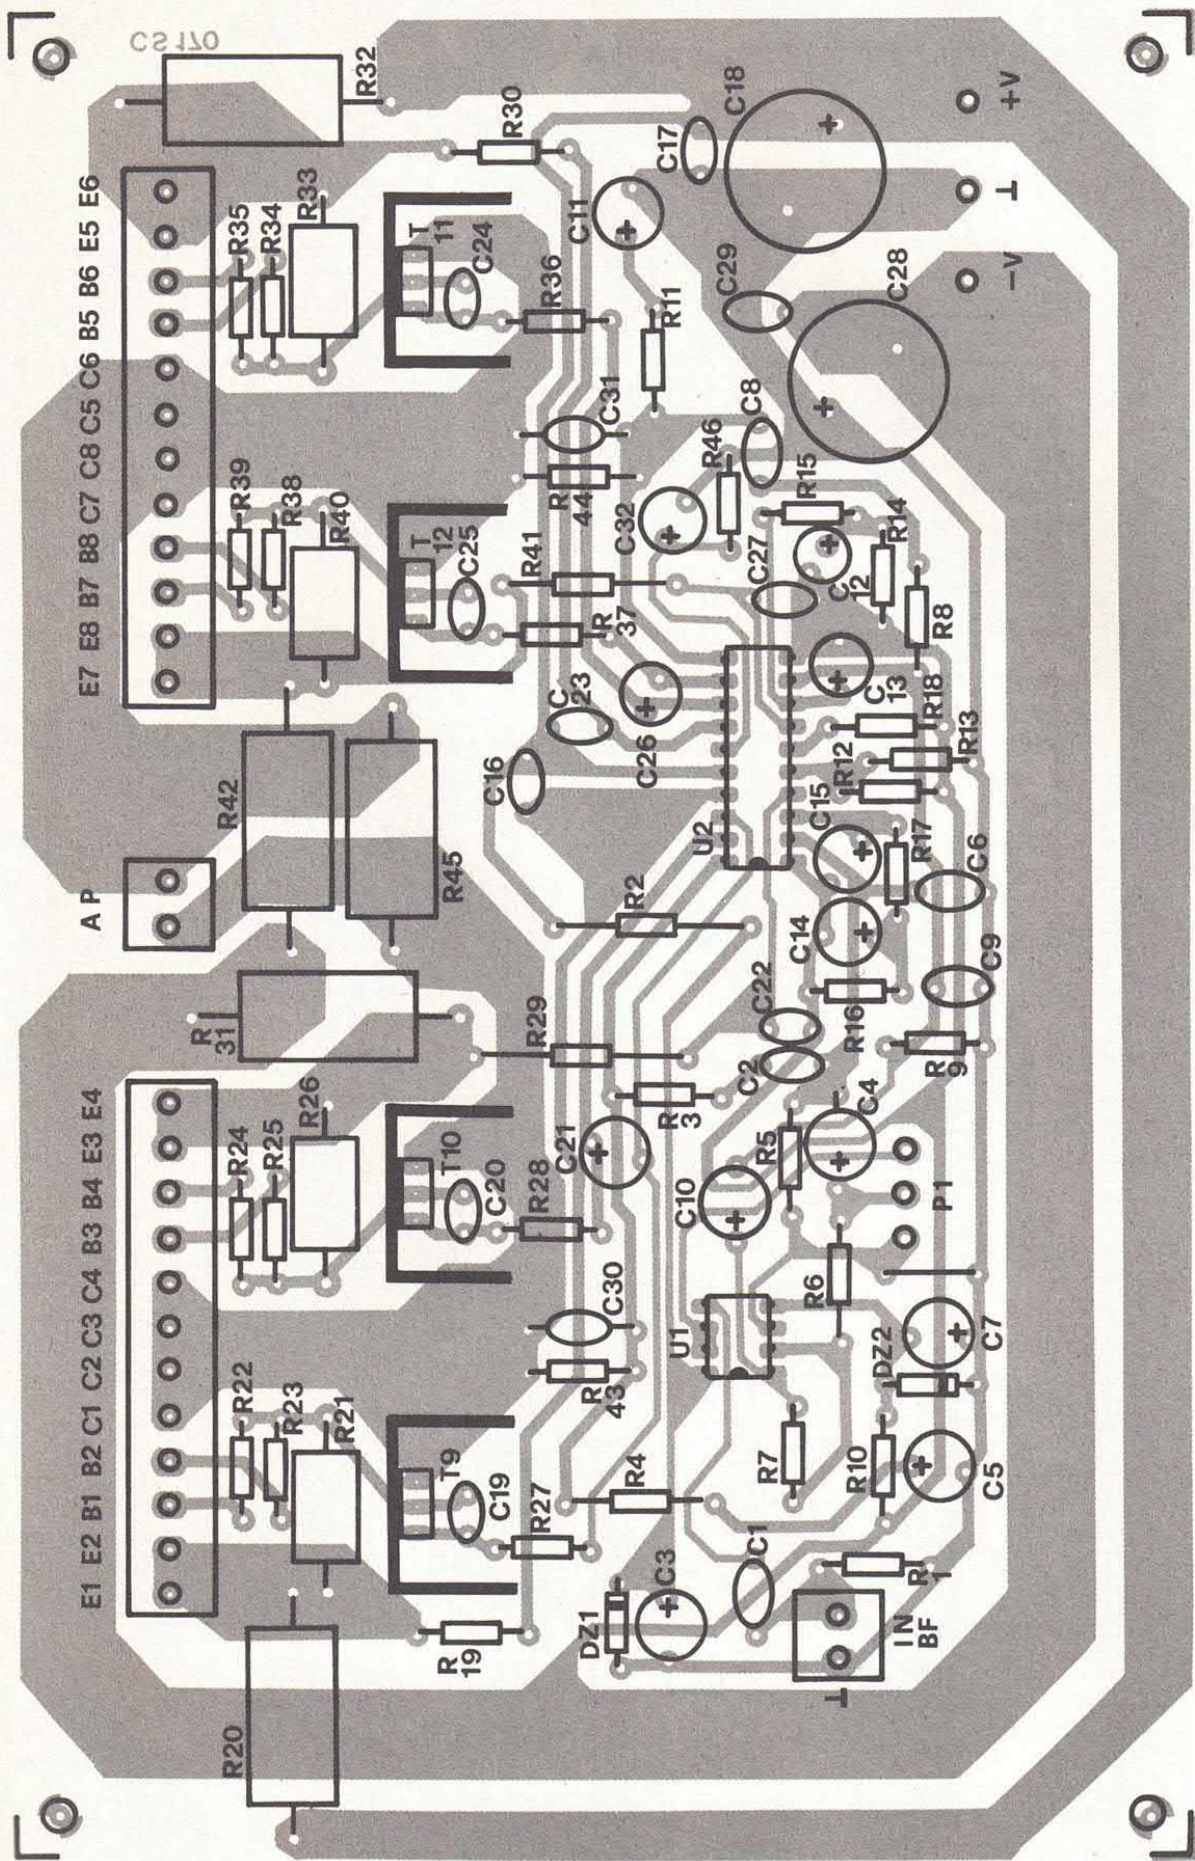 CS 170
R32
R30
C17
C18
+V
⊥
-V
E7 E8 B7 B8 C7 C8 C5 C6 B5 B6 E5 E6
R35
R34
R33
T
11
C24
R36
C11
R11
C29
C28
R39
R38
R40
T
12
C25
R41
R
37
R
44
C31
C32
R46
C8
R15
C27
C
12
R14
R8
R42
R45
C16
C
23
C26
U2
C
13
R18
R13
R12
C15
R17
C6
A P
R
31
R29
R2
C14
C22
R16
C9
C2
R
9
E1 E2 B1 B2 C1 C2 C3 C4 B3 B4 E3 E4
R24
R25
R26
T10
C20
R28
C21
R
3
C10
R5
C4
P1
R22
R23
R21
T9
C19
R27
R
43
C30
U1
R6
DZ2
C7
R4
R7
R10
C5
R20
R
19
DZ1
C3
C1
R
1
IN
BF
⊥